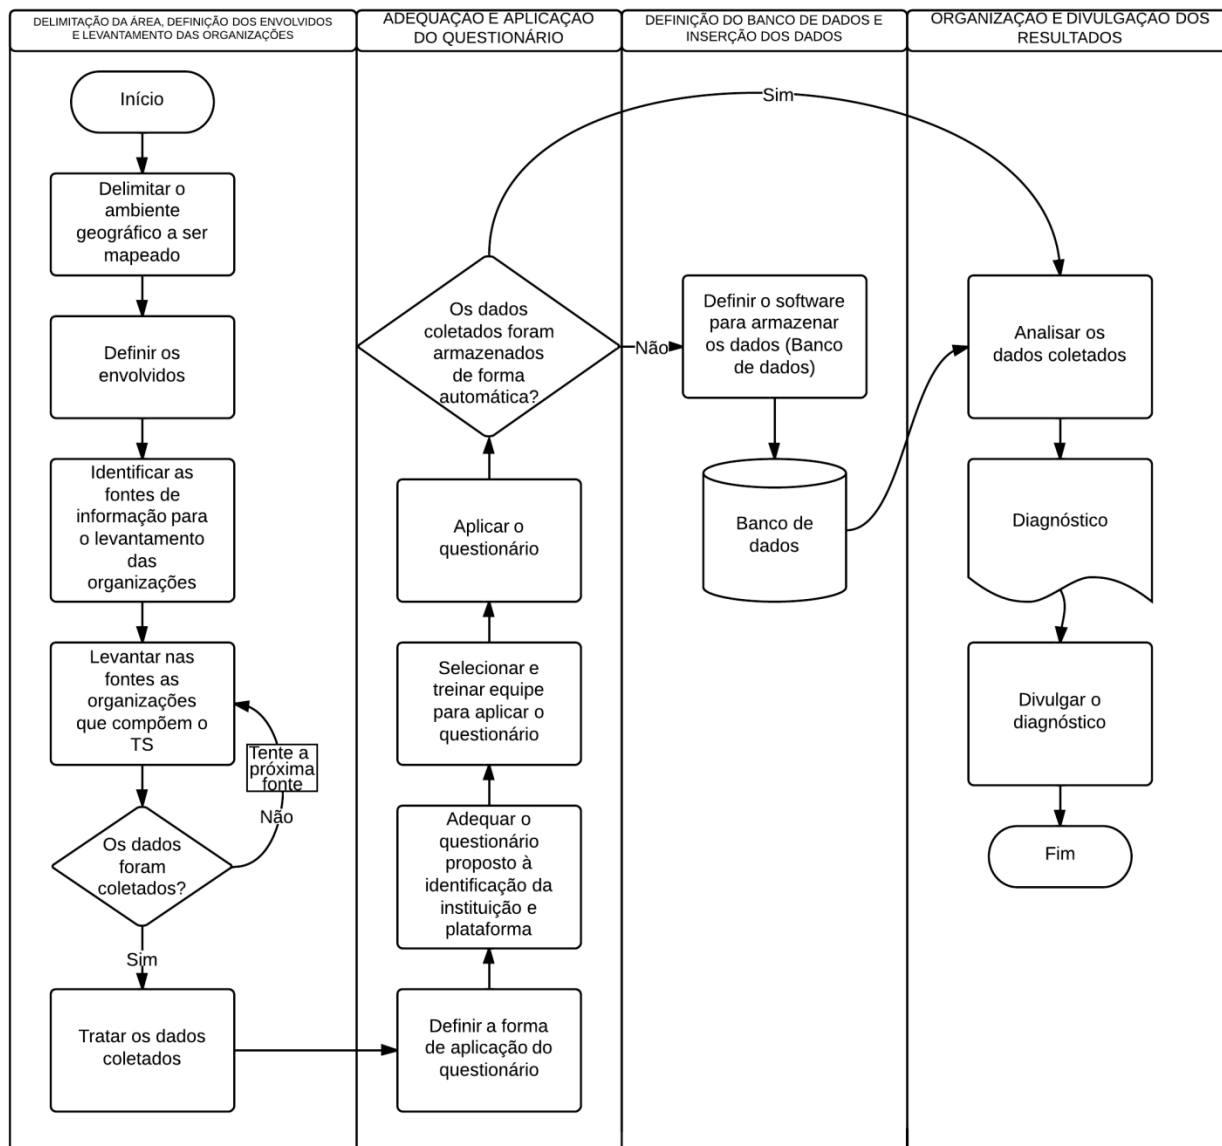 DELIMITAÇÃO DA ÁREA, DEFINIÇÃO DOS ENVOLVIDOS
E LEVANTAMENTO DAS ORGANIZAÇÕES
Início
Delimitar o
ambiente
geográfico a ser
mapeado
Definir os
envolvidos
Identificar as
fontes de
informação para
o levantamento
das
organizações
Levantar nas
fontes as
organizações
que compõem o
TS
Tente a
próxima
fonte
Não
Os dados
foram
coletados?
Sim
Tratar os dados
coletados
ADEQUAÇÃO E APLICAÇÃO
DO QUESTIONÁRIO
Os dados
coletados foram
armazenados
de forma
automática?
Aplicar o
questionário
Selecionar e
treinar equipe
para aplicar o
questionário
Adequar o
questionário
proposto à
identificação da
instituição e
plataforma
Definir a forma
de aplicação do
questionário
DEFINIÇÃO DO BANCO DE DADOS E
INSERÇÃO DOS DADOS
Sim
Não
Definir o software
para armazenar
os dados (Banco
de dados)
Banco de
dados
ORGANIZAÇÃO E DIVULGAÇÃO DOS
RESULTADOS
Analisar os
dados coletados
Diagnóstico
Divulgar o
diagnóstico
Fim